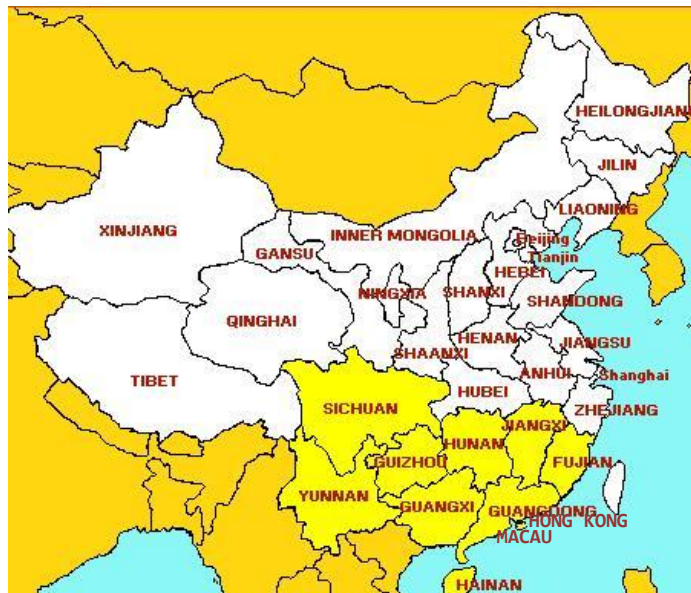 HEILONGJIAN
JILIN
LIAONING
XINJIANG
INNER MONGOLIA
Beijing
GANSU
Tianjin
HEBEI
NINGXIA
SHANXI
SHANDONG
QINGHAI
HENAN
JIANGSU
SHAANXI
ANHUI
Shanghai
TIBET
HUBEI
SICHUAN
ZHEJIANG
JIANGXI
HUNAN
GUIZHOU
FUJIAN
YUNNAN
GUANGXI
GUANGDONG
HONG KONG
MACAU
HAINAN